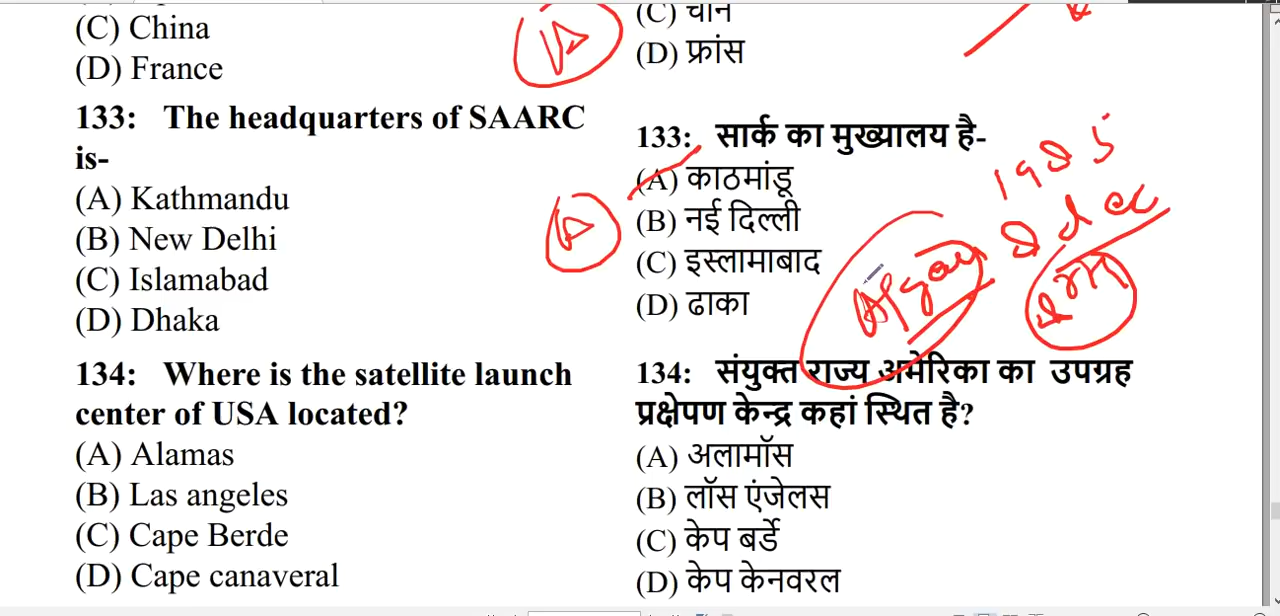 (C) China
(D) France
133: The headquarters of SAARC
is-
(A) Kathmandu
(B) New Delhi
(C) Islamabad
(D) Dhaka
134: Where is the satellite launch
center of USA located?
(A) Alamas
(B) Las angeles
(C) Cape Berde
(D) Cape canaveral
(C) चीन
(D) फ्रांस
133: सार्क का मुख्यालय है-
(A) काठमांडू
(B) नई दिल्ली
(C) इस्लामाबाद
(D) ढाका
1985
8 dec
134: संयुक्त राज्य अमेरिका का उपग्रह
प्रक्षेपण केन्द्र कहां स्थित है?
(A) अलामॉस
(B) लॉस एंजेलस
(C) केप बर्डे
(D) केप केनवरल